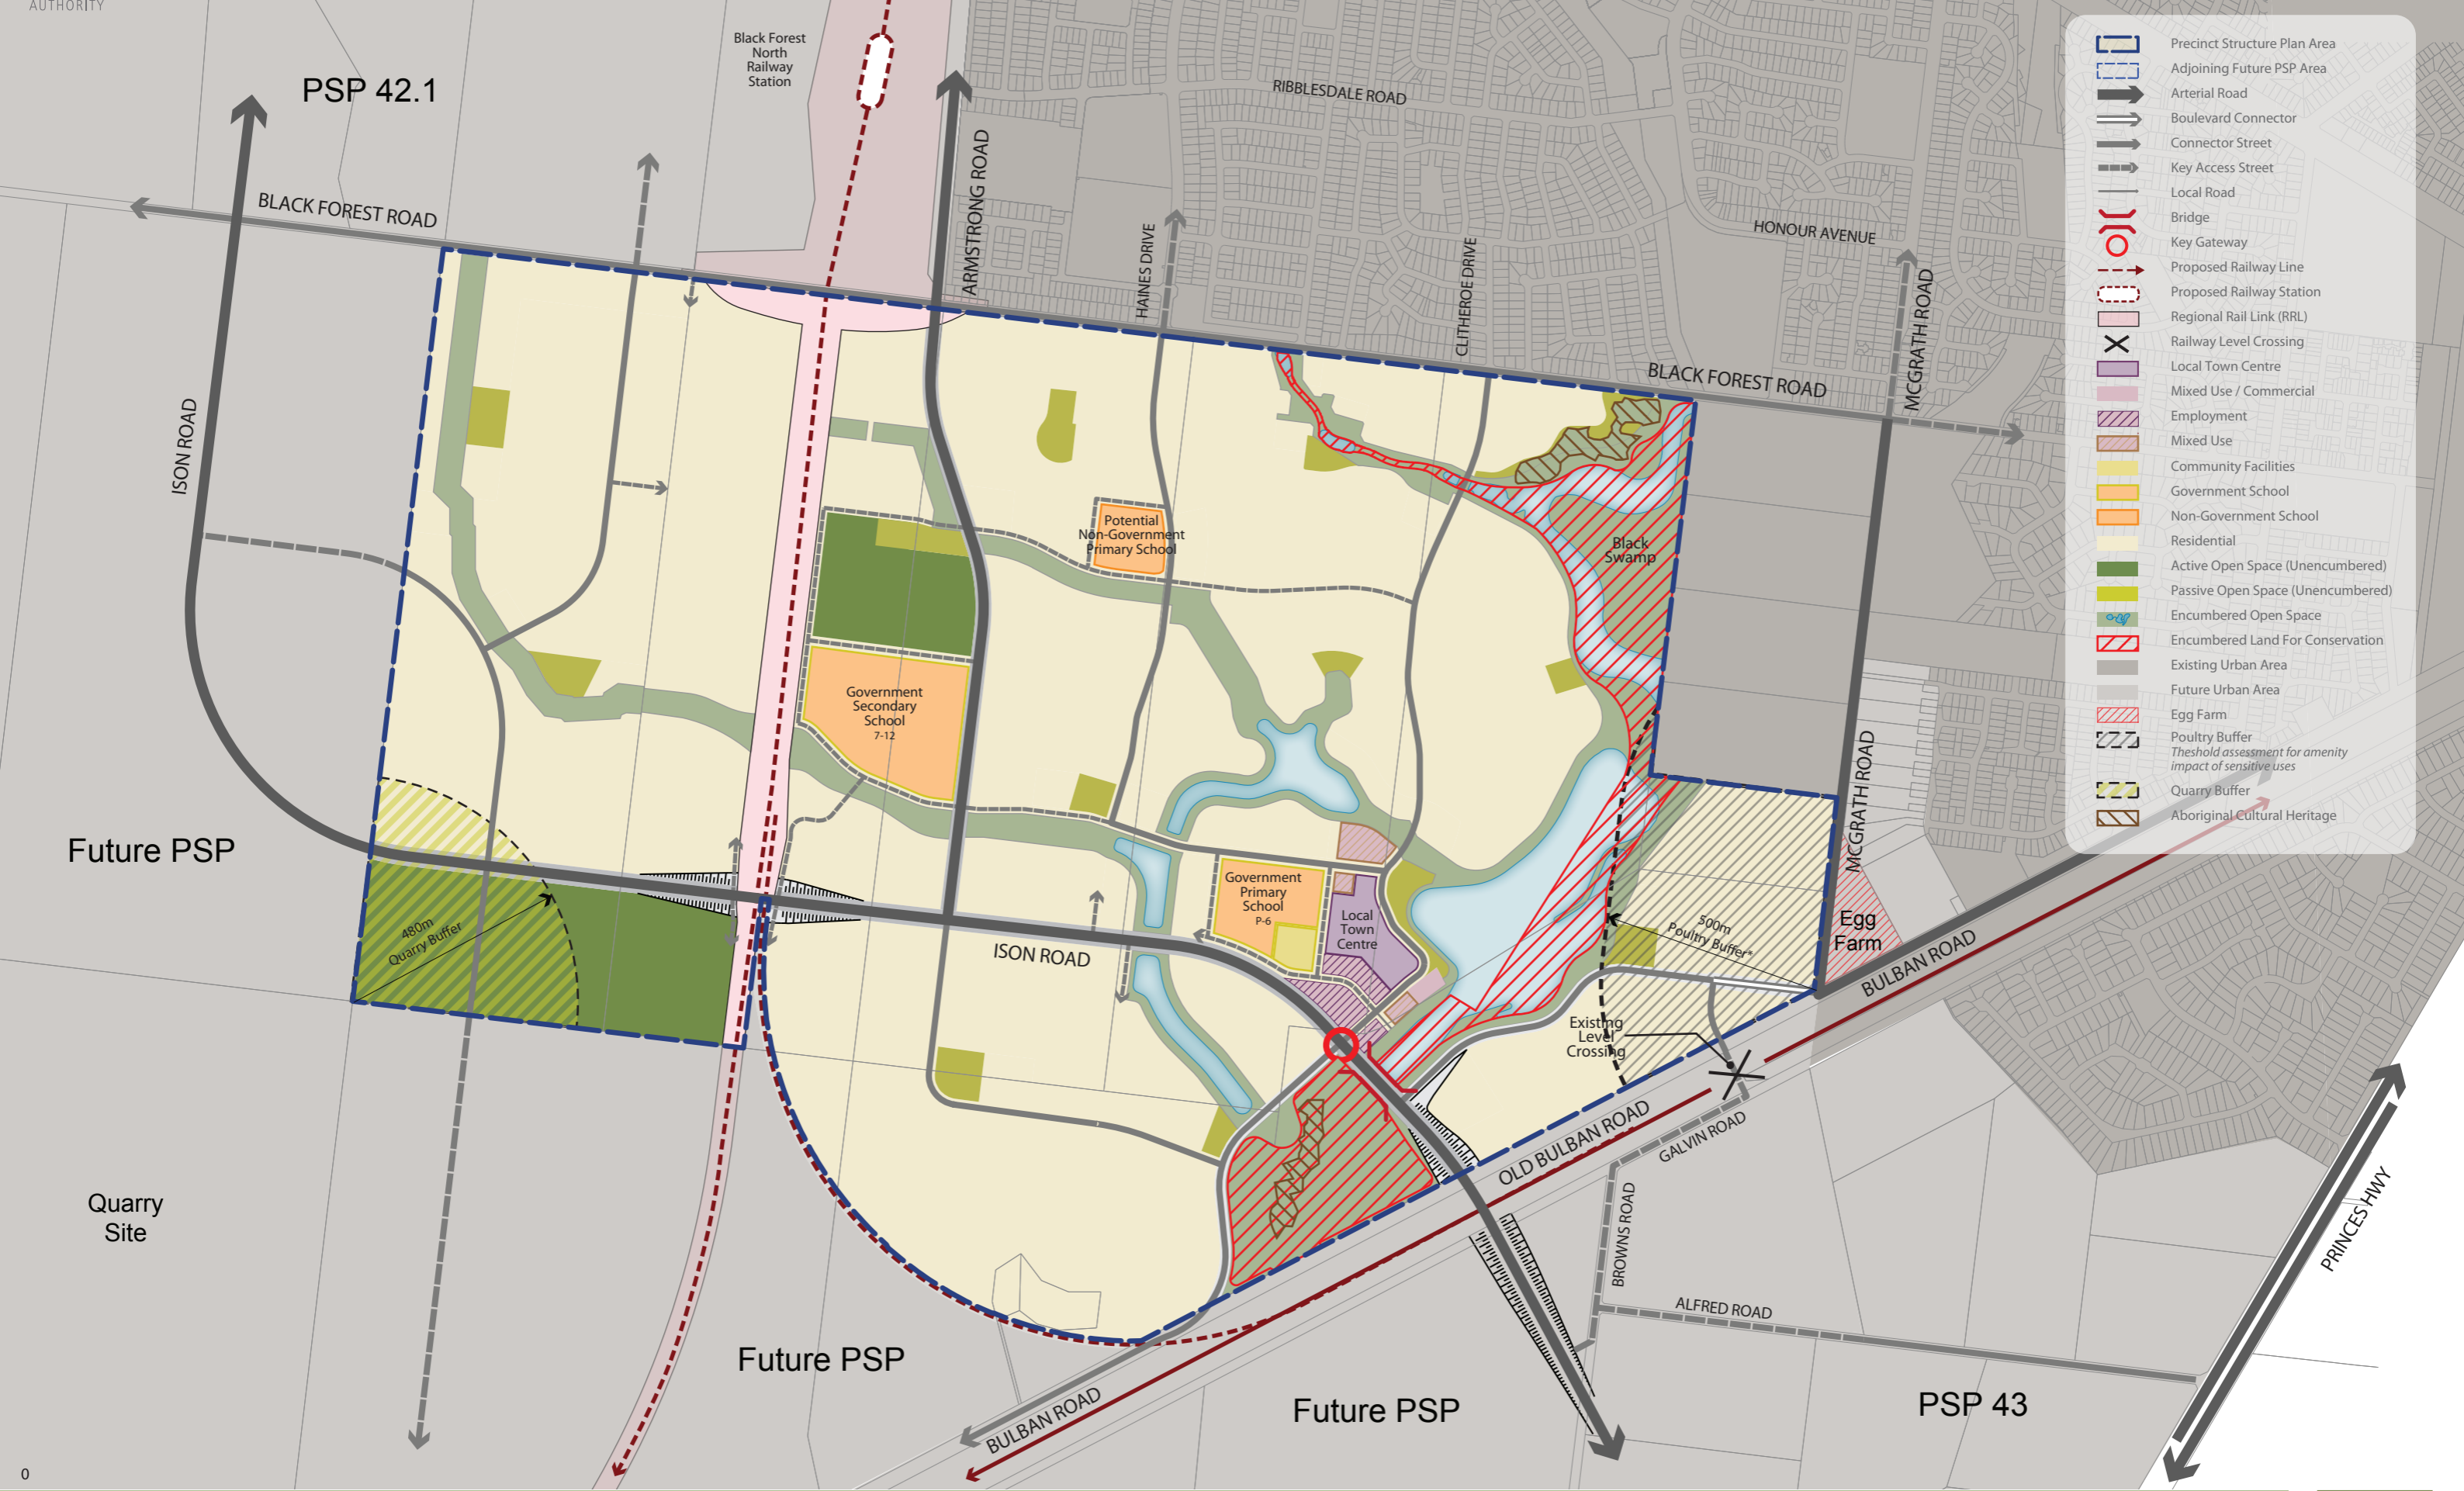 AUTHORITY
PSP 42.1
Black Forest
North
Railway
Station
RIBBLESDALE ROAD
ARMSTRONG ROAD
BLACK FOREST ROAD
HAINES DRIVE
CLITHEROE DRIVE
HONOUR AVENUE
MCGRATH ROAD
BLACK FOREST ROAD
ISON ROAD
Potential
Non-Government
Primary School
Black
Swamp
Government
Secondary
School
7-12
MCGRATH ROAD
Future PSP
Government
Primary
School
P-6
Local
Town
Centre
480m
Quarry Buffer
500m
Poultry Buffer*
Egg
Farm
BULBAN ROAD
ISON ROAD
Existing
Level
Crossing
OLD BULBAN ROAD
GALVIN ROAD
BROWNS ROAD
PRINCES HWY
Quarry
Site
ALFRED ROAD
Future PSP
BULBAN ROAD
Future PSP
PSP 43
0
Precinct Structure Plan Area
Adjoining Future PSP Area
Arterial Road
Boulevard Connector
Connector Street
Key Access Street
Local Road
Bridge
Key Gateway
Proposed Railway Line
Proposed Railway Station
Regional Rail Link (RRL)
Railway Level Crossing
Local Town Centre
Mixed Use / Commercial
Employment
Mixed Use
Community Facilities
Government School
Non-Government School
Residential
Active Open Space (Unencumbered)
Passive Open Space (Unencumbered)
Encumbered Open Space
Encumbered Land For Conservation
Existing Urban Area
Future Urban Area
Egg Farm
Poultry Buffer
Theshold assessment for amenity
impact of sensitive uses
Quarry Buffer
Aboriginal Cultural Heritage